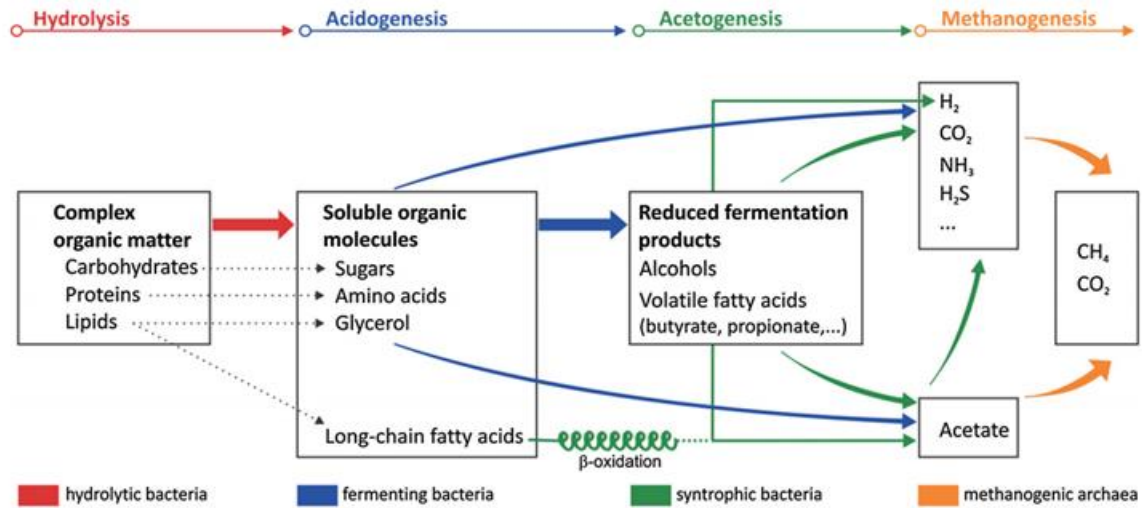 Hydrolysis
Acidogenesis
Acetogenesis
Methanogenesis
Complex
organic matter
Carbohydrates
Proteins
Lipids
Soluble organic
molecules
Sugars
Amino acids
Glycerol
Long-chain fatty acids
β-oxidation
Reduced fermentation
products
Alcohols
Volatile fatty acids
(butyrate, propionate,...)
H₂
CO₂
NH₃
H₂S
...
Acetate
CH₄
CO₂
hydrolytic bacteria
fermenting bacteria
syntrophic bacteria
methanogenic archaea